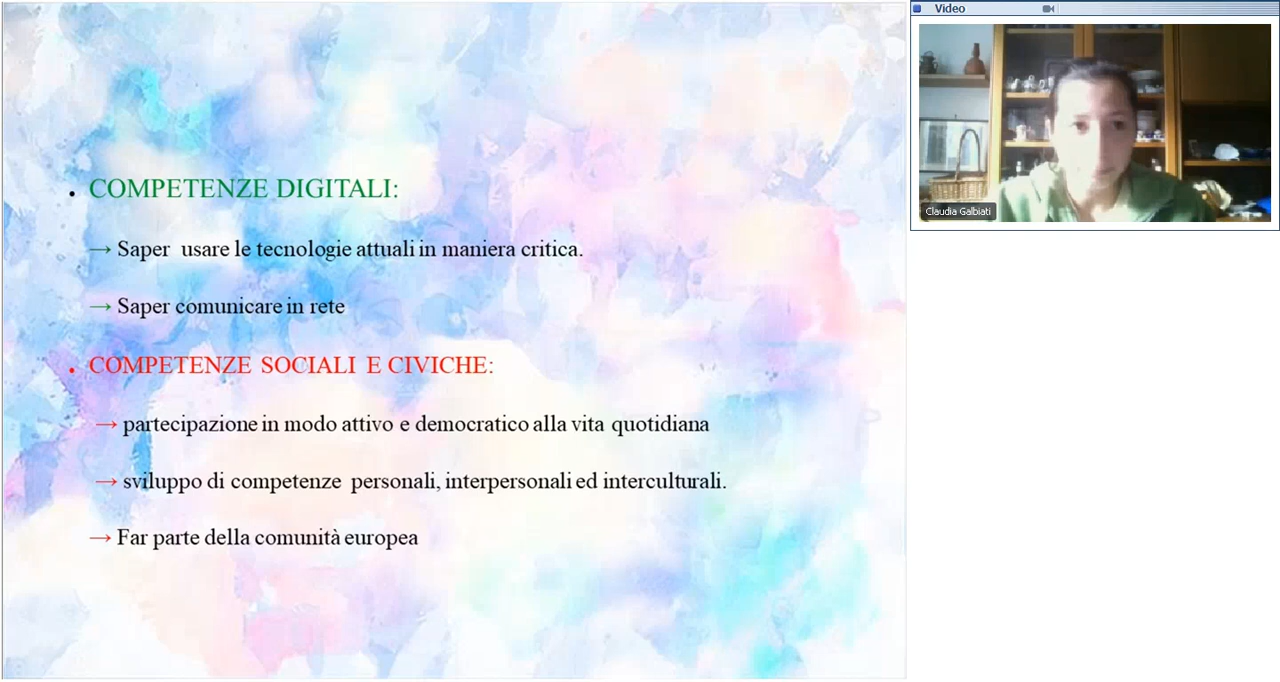 COMPETENZE DIGITALI:
→ Saper usare le tecnologie attuali in maniera critica.
→ Saper comunicare in rete
COMPETENZE SOCIALI E CIVICHE:
→ partecipazione in modo attivo e democratico alla vita quotidiana
→ sviluppo di competenze personali, interpersonali ed interculturali.
→ Far parte della comunità europea
Video
Claudia Galbiati